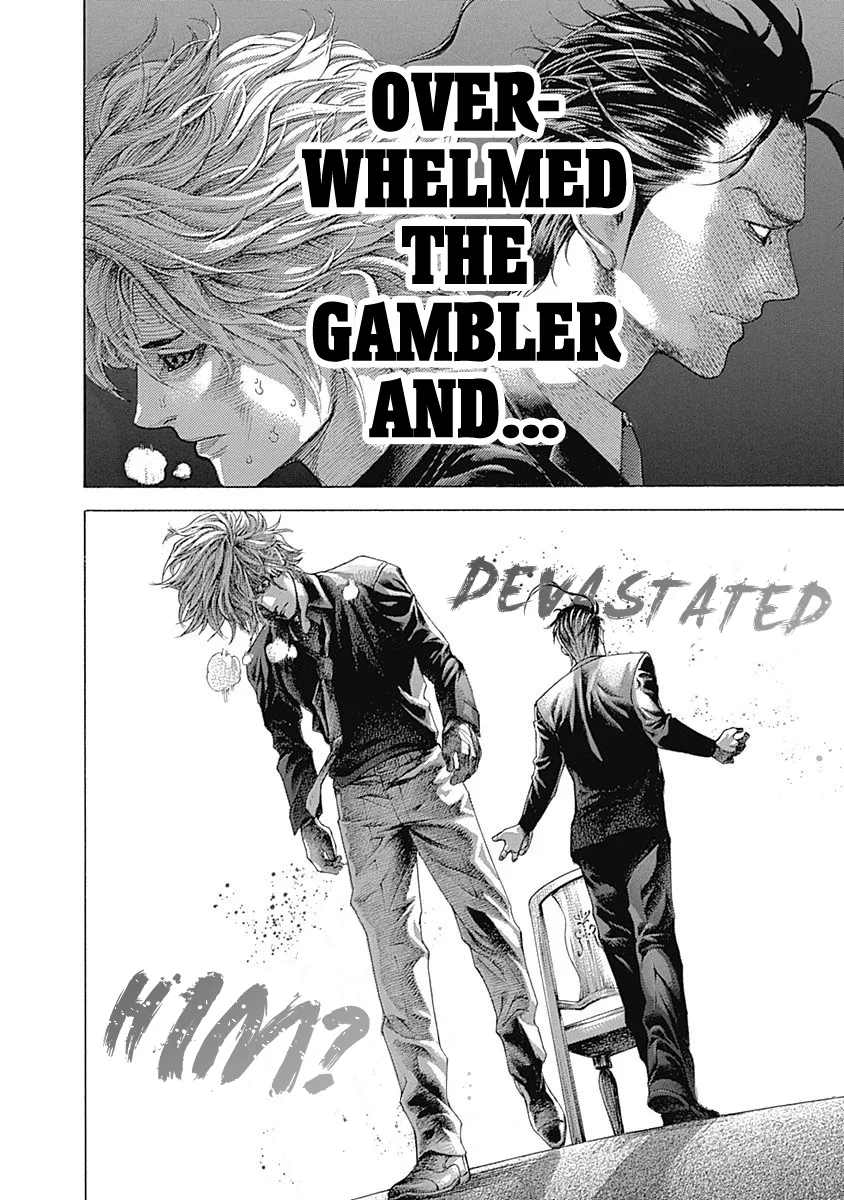 OVER-
WHELMED
THE
GAMBLER
AND...
DEVASTATED
HIM?